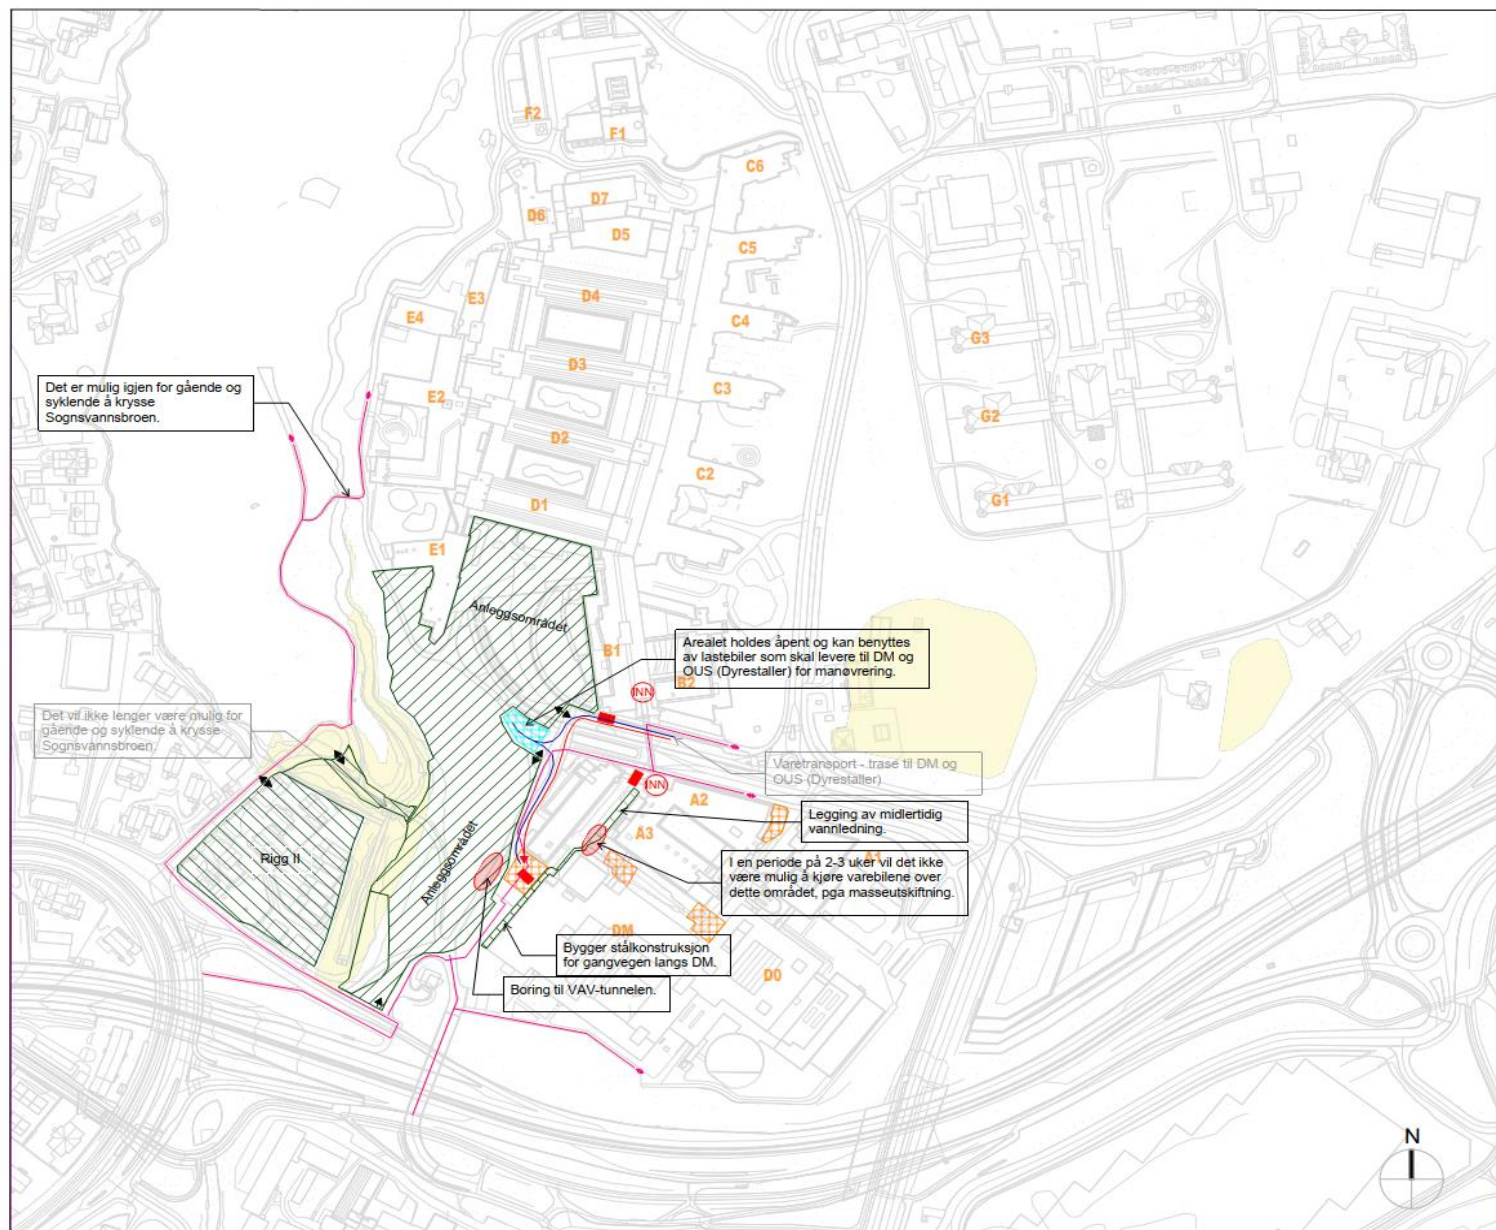 F2
F1
C6
D7
D6
D5
C5
E3
D4
E4
C4
G3
D3
Det er mulig igjen for gående og
syklende å krysse
Sognsvannsbroen.
E2
C3
G2
D2
C2
D1
G1
E1
Anleggsområdet
B1
Arealet holdes åpent og kan benyttes
av lastebiler som skal levere til DM og
OUS (Dyrestaller) for manøvrering.
B2
INN
Det vil ikke lenger være mulig for
gående og syklende å krysse
Sognsvannsbroen.
Varetransport - trase til DM og
OUS (Dyrestaller)
INN
A2
Legging av midlertidig
vannledning.
A3
A1
Rigg II
Anleggsområdet
I en periode på 2-3 uker vil det ikke
være mulig å kjøre varebilene over
dette området, pga masseutskiftning.
DM
Bygger stålkonstruksjon
for gangvegen langs DM.
D0
Boring til VAV-tunnelen.
N